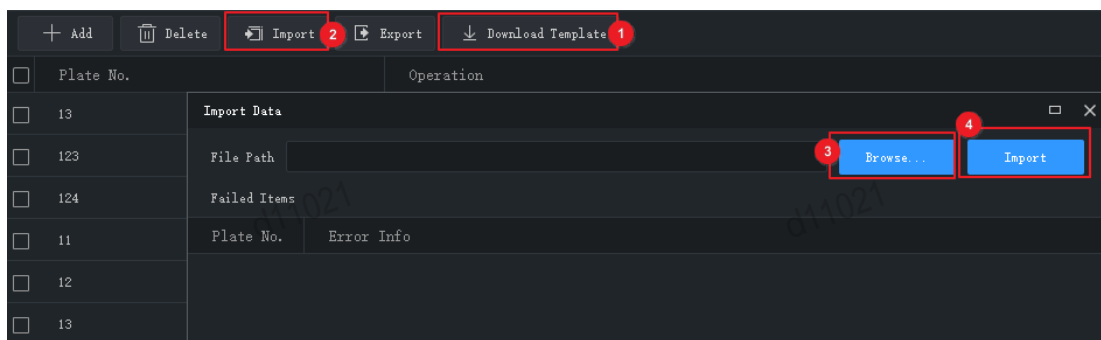 Add Delete Import 2 Export Download Template 1
Plate No. Operation
13 Import Data
4
123 File Path 3 Browse... Import
124 Failed Items
d11021 d11021
11 Plate No. Error Info
12
13